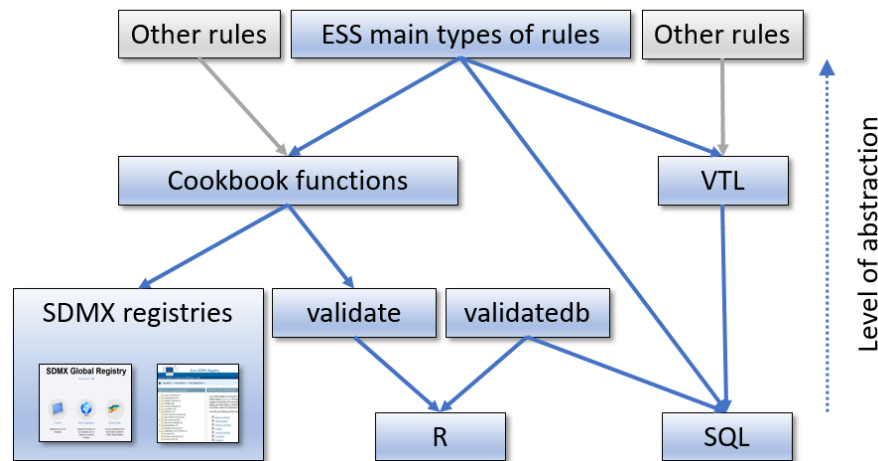 Other rules
ESS main types of rules
Other rules
Cookbook functions
VTL
Level of abstraction
SDMX registries
validate
validatedb
SDMX Global Registry
R
SQL